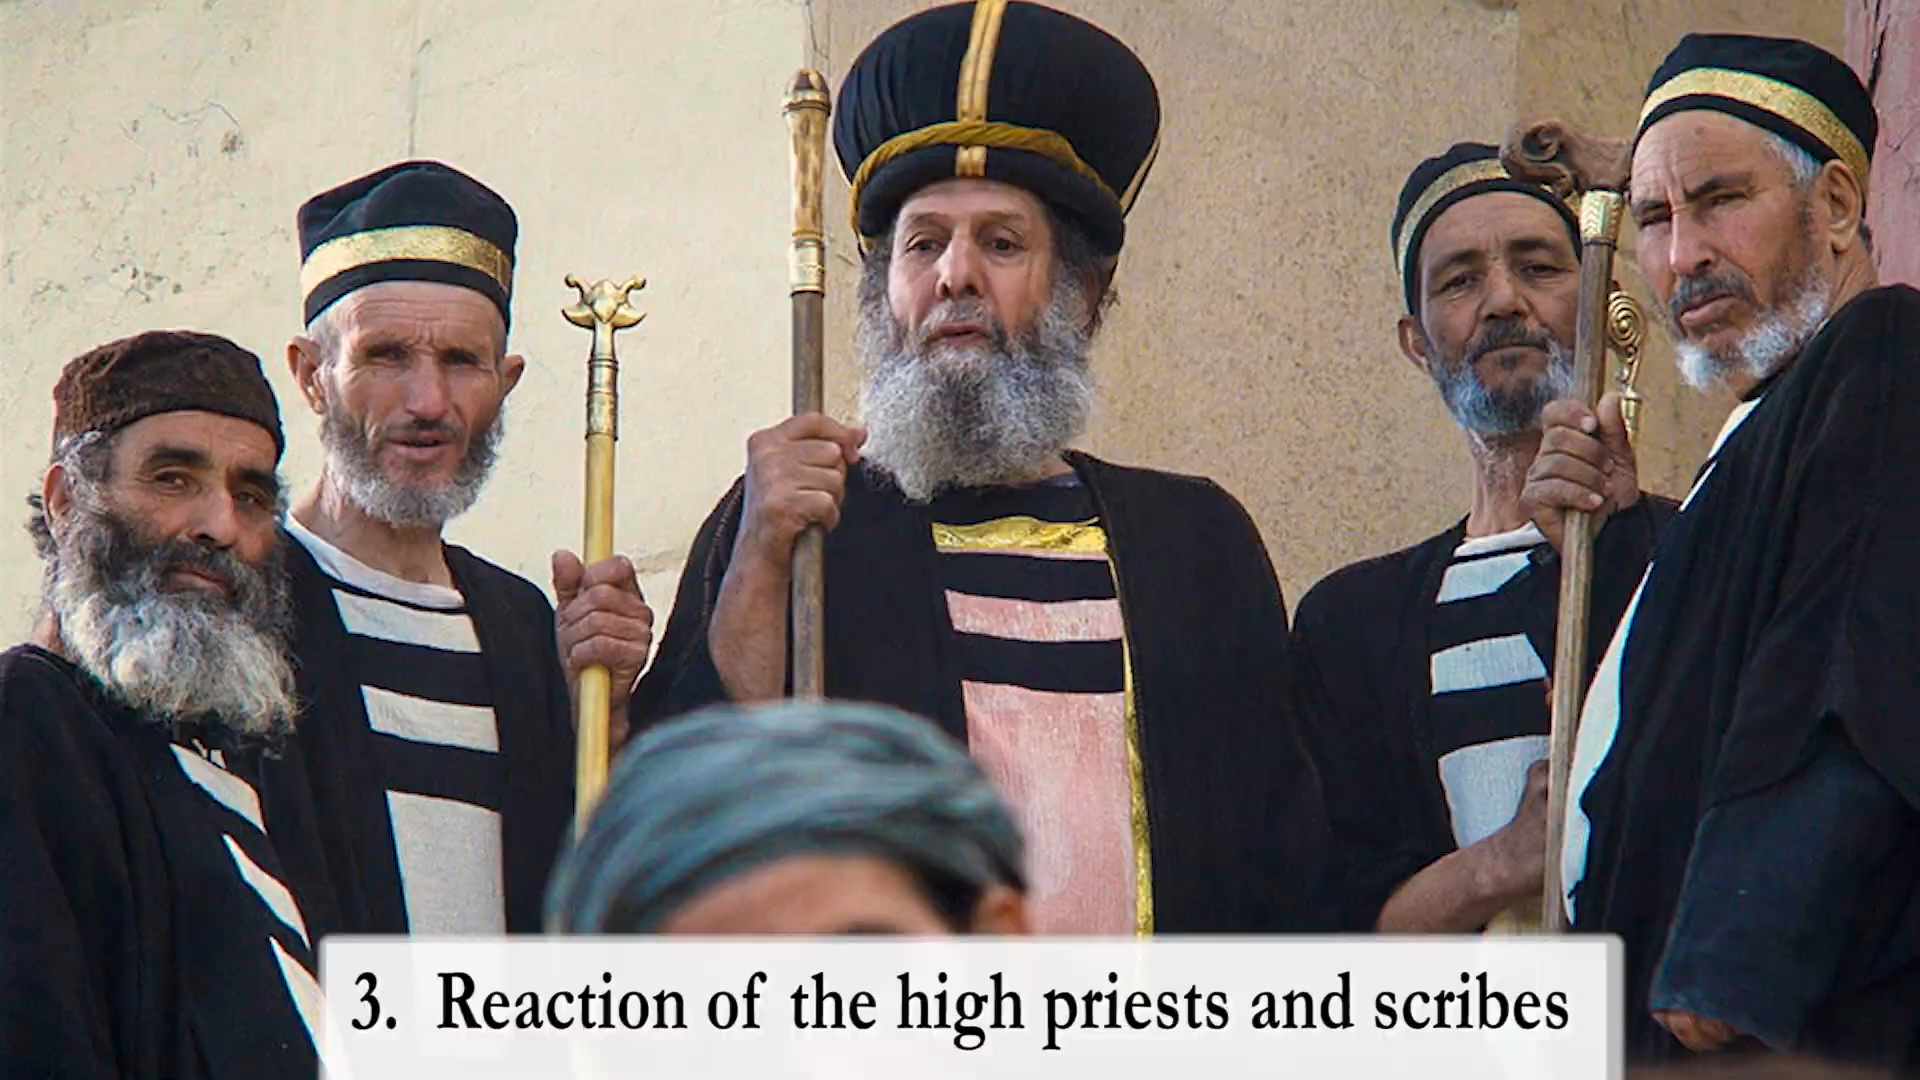 3. Reaction of the high priests and scribes